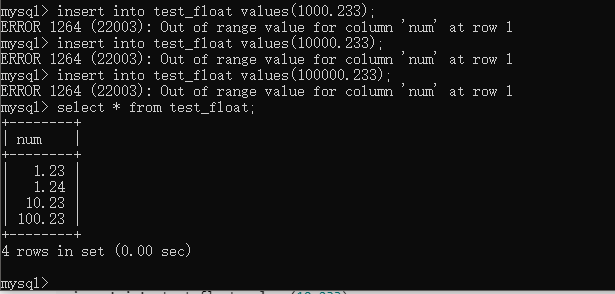 mysql> insert into test_float values(1000.233);
ERROR 1264 (22003): Out of range value for column 'num' at row 1
mysql> insert into test_float values(10000.233);
ERROR 1264 (22003): Out of range value for column 'num' at row 1
mysql> insert into test_float values(100000.233);
ERROR 1264 (22003): Out of range value for column 'num' at row 1
mysql> select * from test_float;
+--------+
| num    |
+--------+
|   1.23 |
|   1.24 |
|  10.23 |
| 100.23 |
+--------+
4 rows in set (0.00 sec)
mysql>